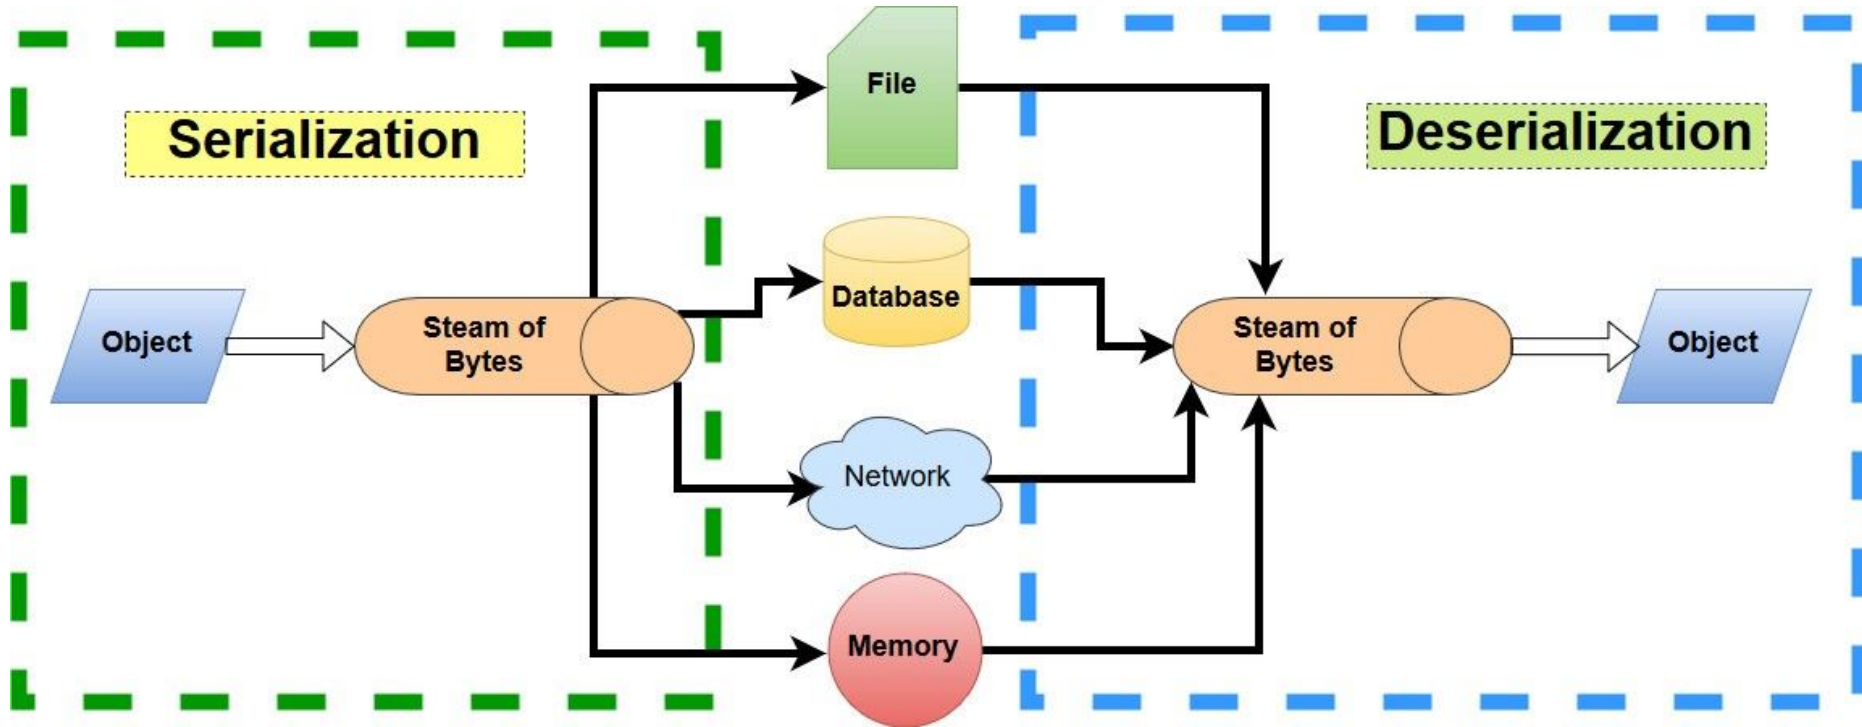 Serialization
Object
Steam of
Bytes
File
Database
Network
Memory
Deserialization
Steam of
Bytes
Object